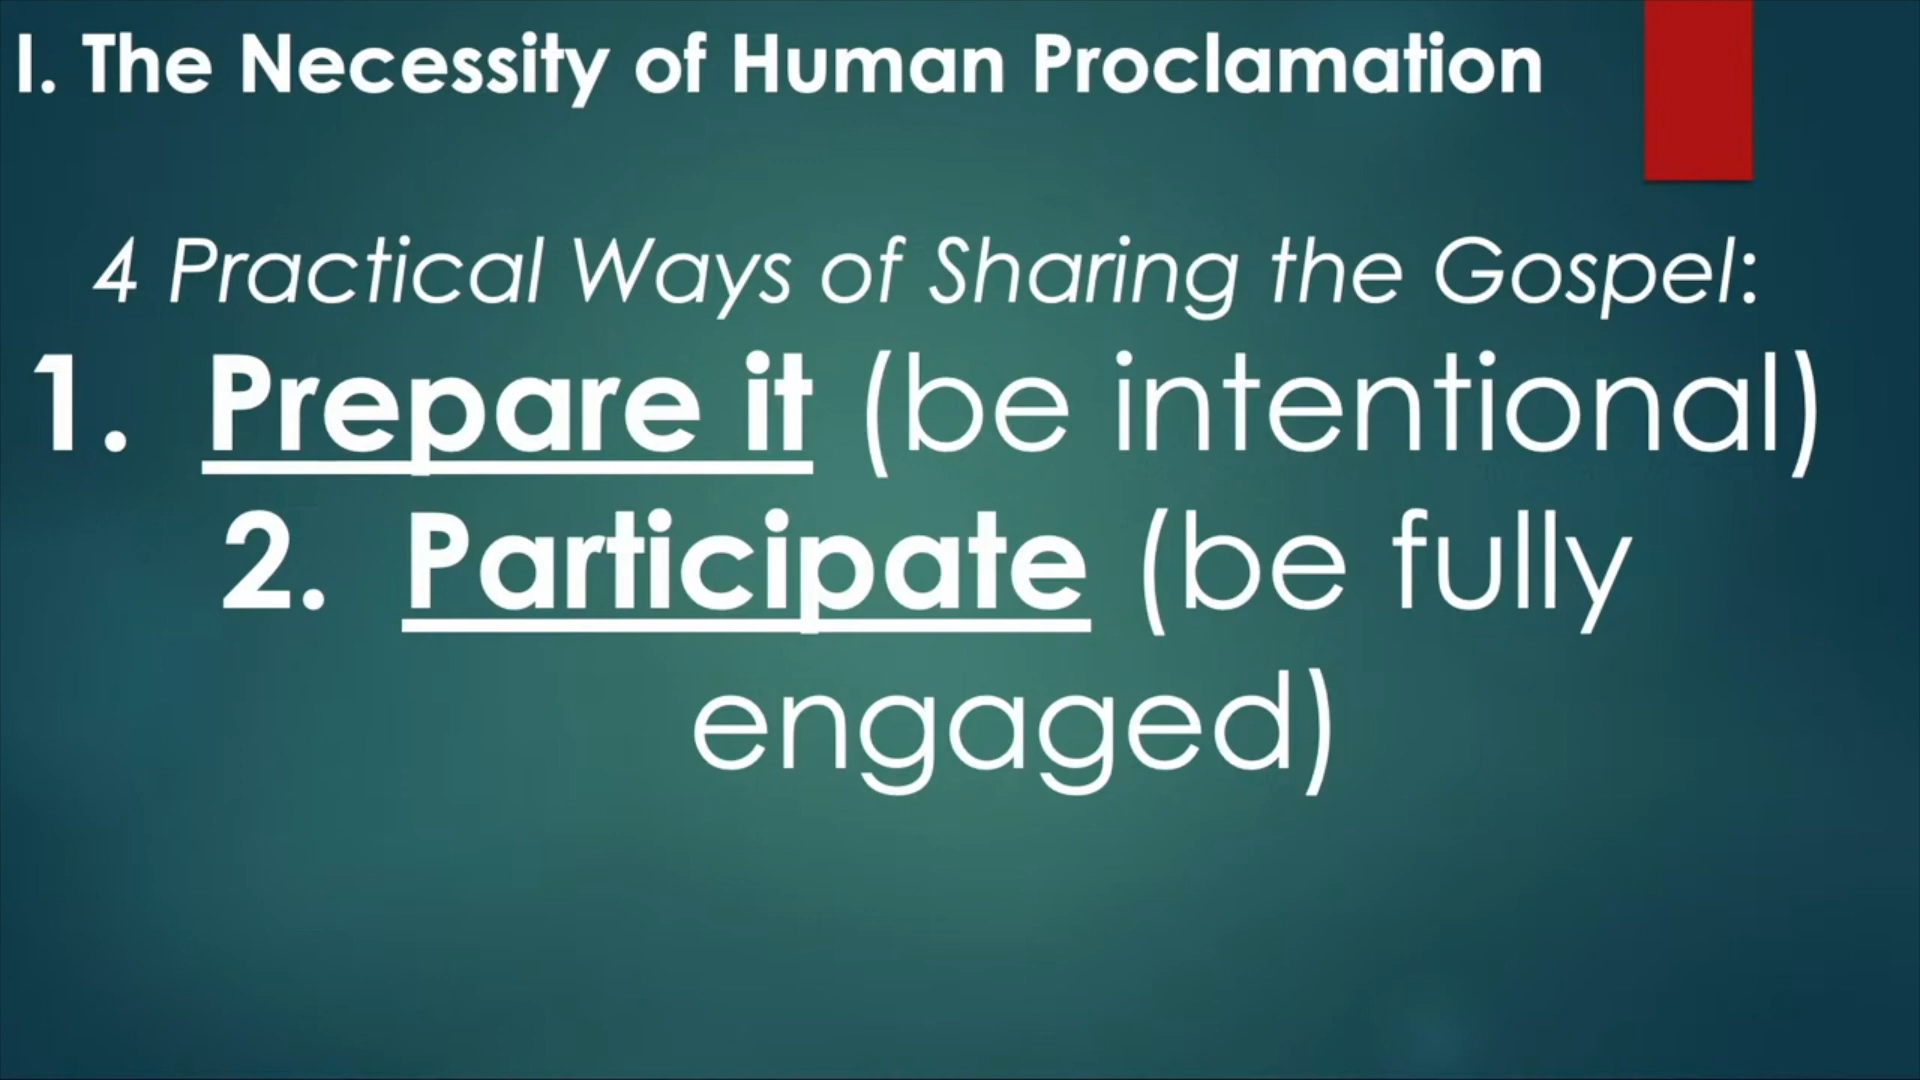 I. The Necessity of Human Proclamation
4 Practical Ways of Sharing the Gospel:
1. Prepare it (be intentional)
2. Participate (be fully
engaged)